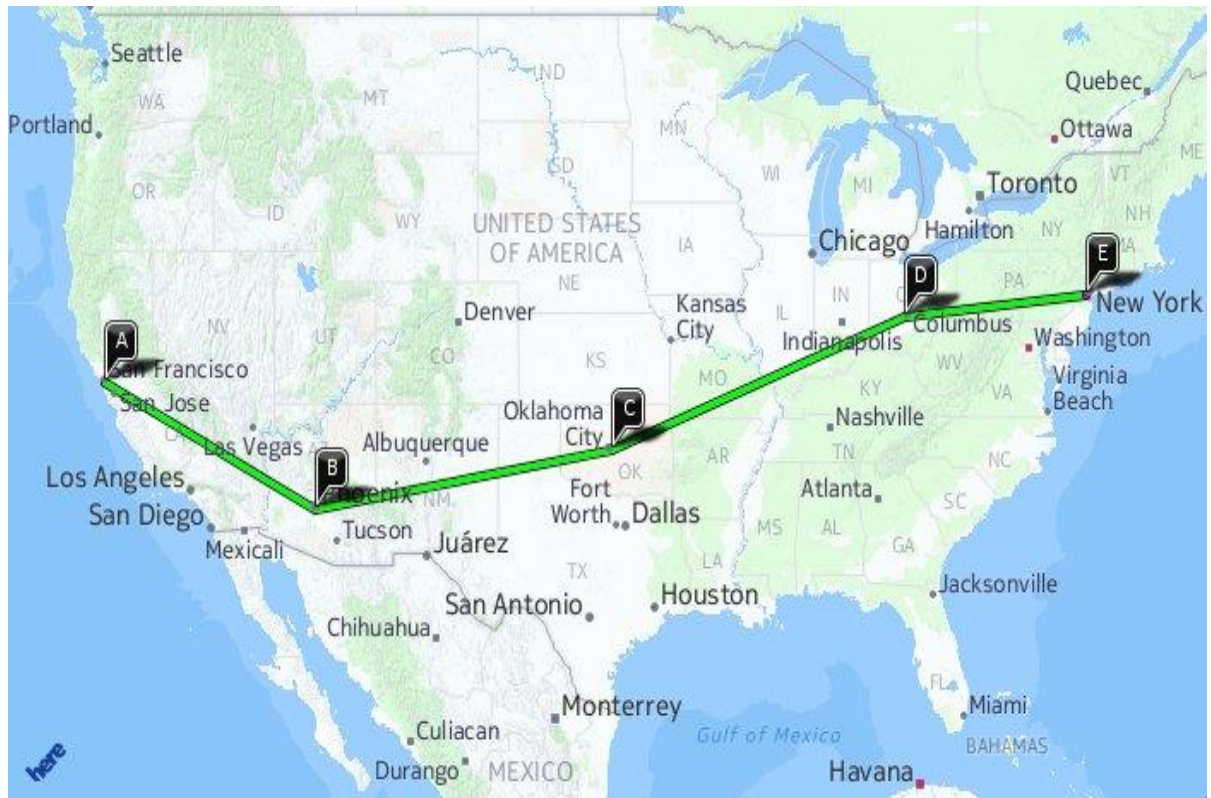 Seattle
Quebec
WA
MT
ND
Portland
MN
Ottawa
ME
OR
SD
WI
MI
VT
Toronto
ID
WY
UNITED STATES
OF AMERICA
NH
Hamilton
NY
IA
Chicago
MA
E
D
PA
NE
IN
Kansas
City
Denver
New York
IL
NV
UT
Columbus
A
Indianapolis
Washington
CO
KS
WV
San Francisco
MO
VA
Virginia
Beach
KY
San Jose
C
Oklahoma
City
Nashville
Las Vegas
Albuquerque
TN
AR
NC
B
OK
Los Angeles
Phoenix
NM
Fort
Worth
Atlanta
SC
San Diego
Dallas
MS
AL
Tucson
GA
Mexicali
Juárez
LA
TX
Jacksonville
San Antonio
Houston
Chihuahua
FL
Monterrey
Miami
Culiacan
Gulf of Mexico
BAHAMAS
here
Durango
MEXICO
Havana